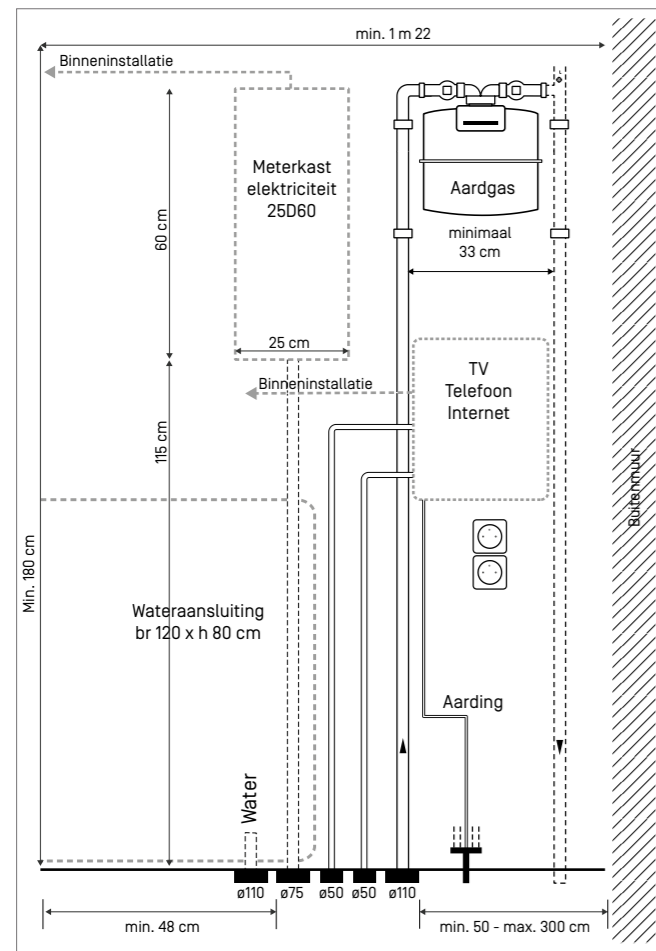 min. 1 m 22
Binneninstallatie
Meterkast
elektriciteit
25D60
Aardgas
60 cm
minimaal
33 cm
25 cm
TV
Telefoon
Internet
Binneninstallatie
115 cm
Buitenmuur
Min. 180 cm
Wateraansluiting
br 120 x h 80 cm
Aarding
Water
ø110
ø75
ø50
ø50
ø110
min. 48 cm
min. 50 - max. 300 cm